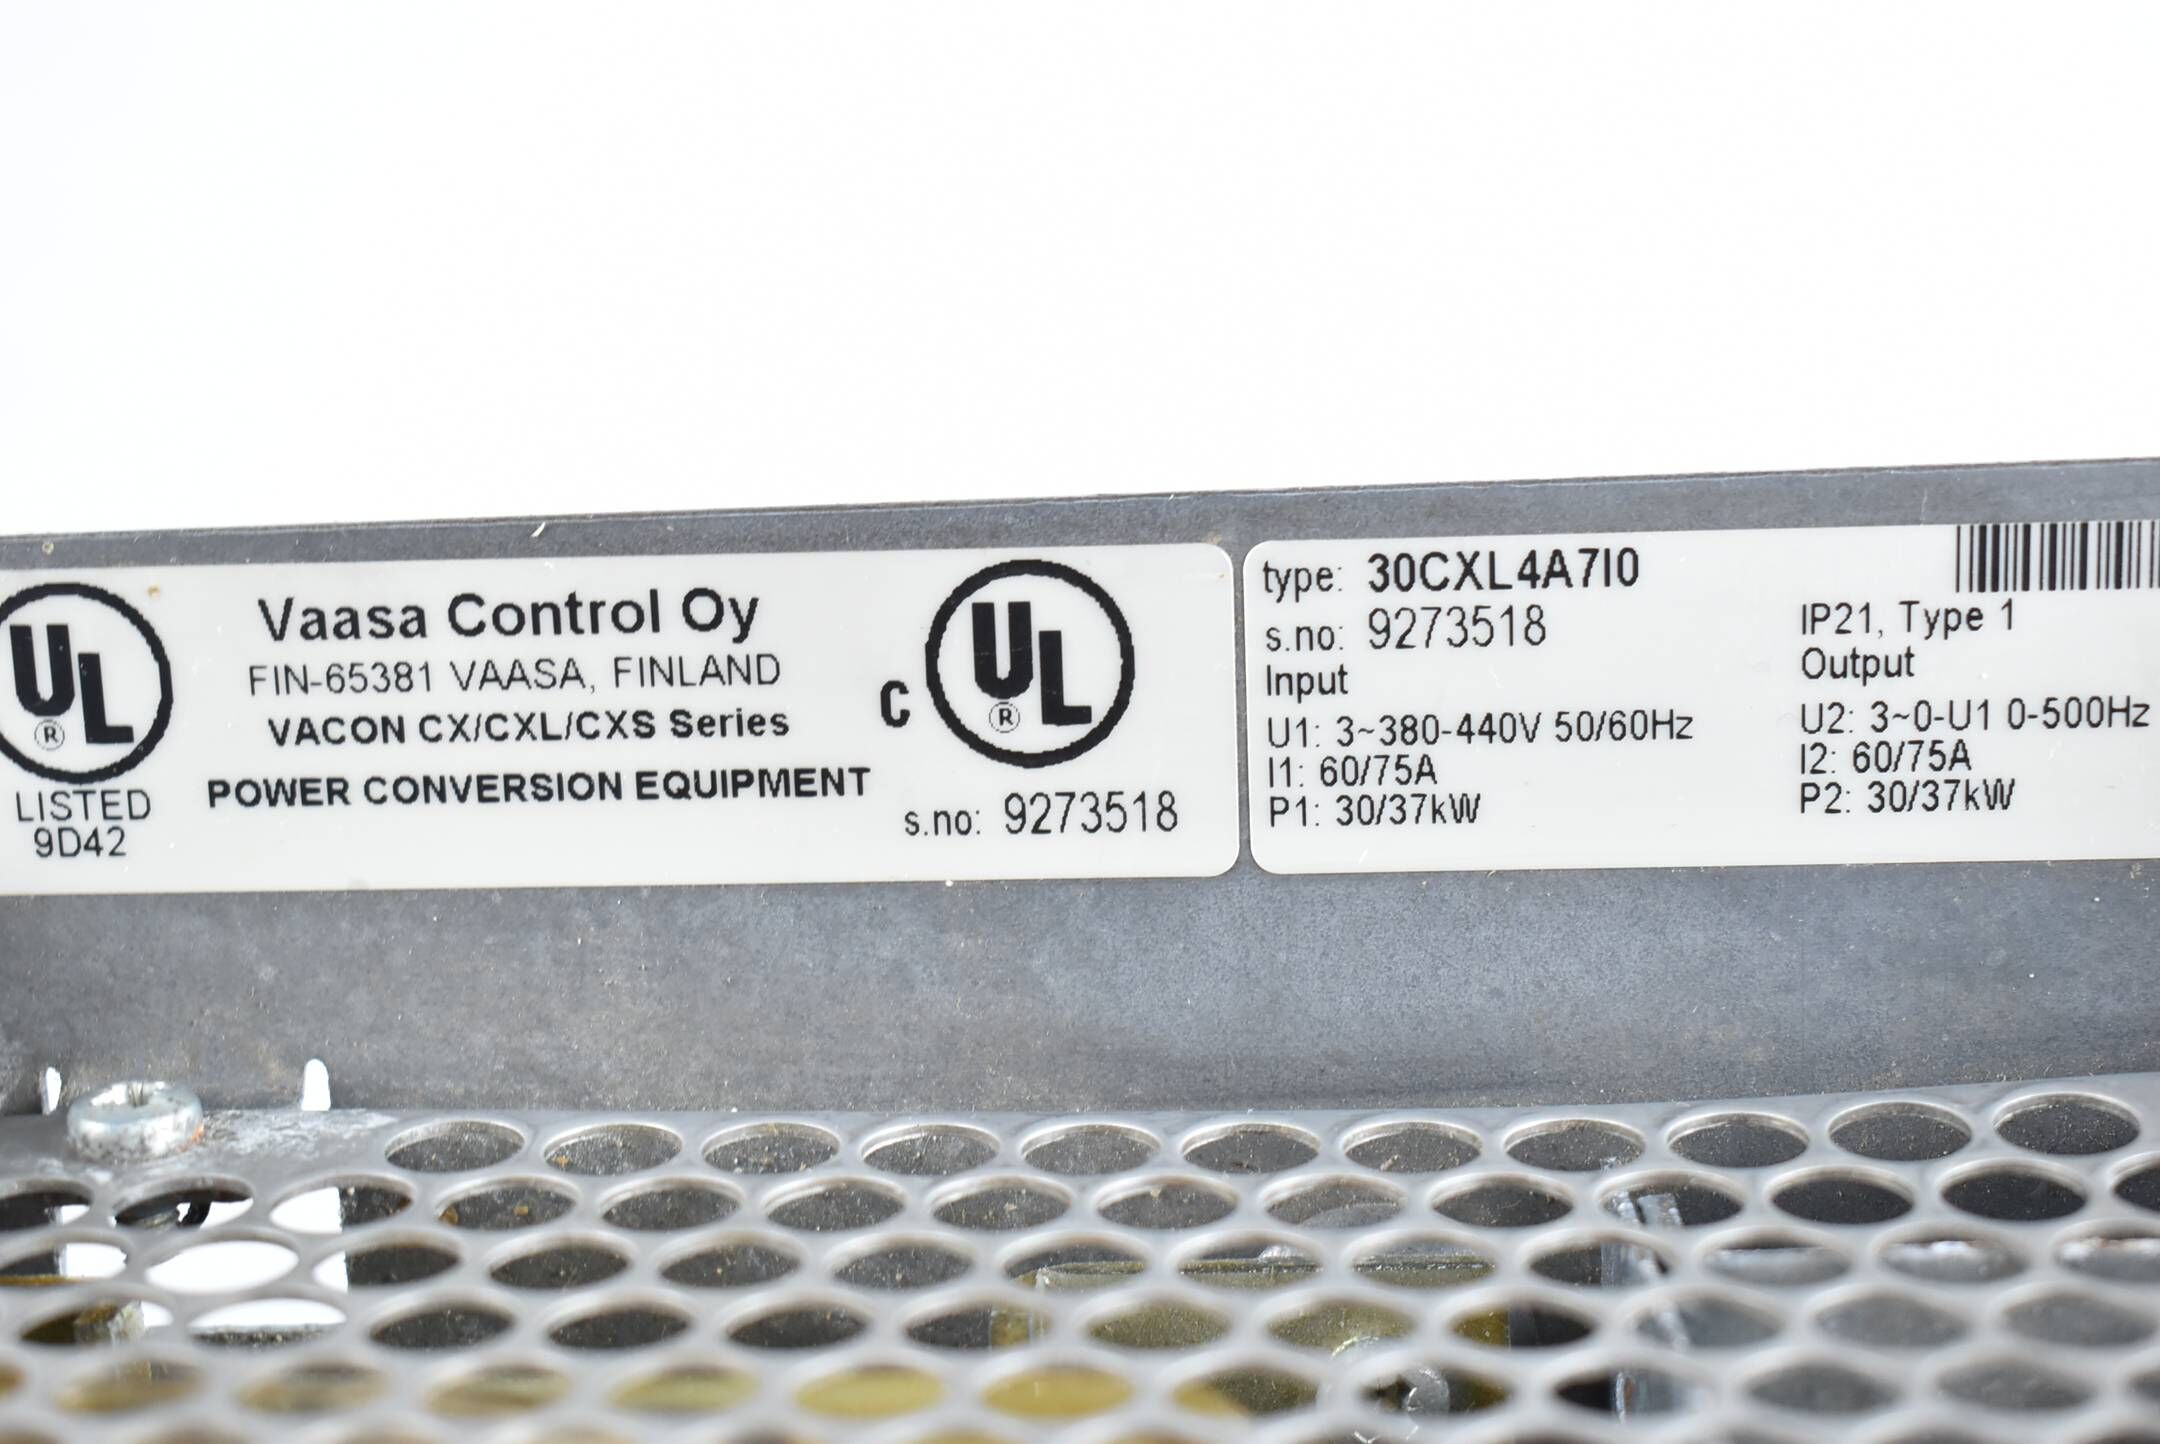 UL
®
LISTED
9D42
Vaasa Control Oy
FIN-65381 VAASA, FINLAND
VACON CX/CXL/CXS Series
POWER CONVERSION EQUIPMENT
C UL
®
s.no: 9273518
type: 30CXL4A7I0
s.no: 9273518
Input
U1: 3~380-440V 50/60Hz
I1: 60/75A
P1: 30/37kW
IP21, Type 1
Output
U2: 3~0-U1 0-500Hz
I2: 60/75A
P2: 30/37kW